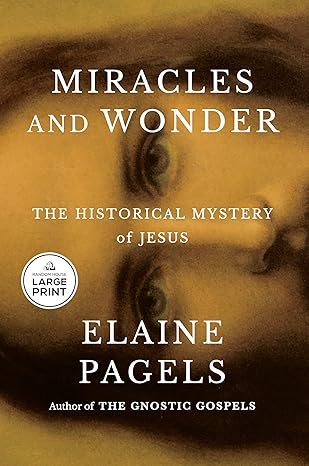 MIRACLES
AND WONDER
THE HISTORICAL MYSTERY
of JESUS
RANDOM HOUSE
LARGE
PRINT
ELAINE
PAGELS
Author of THE GNOSTIC GOSPELS